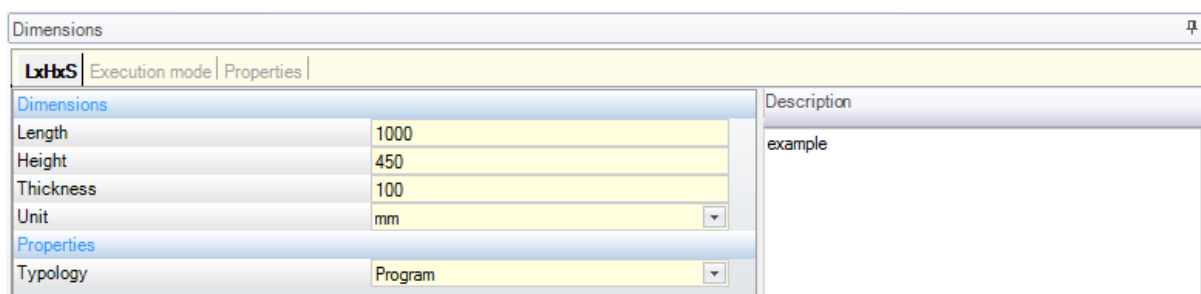 Dimensions
LxHxS Execution mode Properties
Dimensions
Length 1000
Height 450
Thickness 100
Unit mm
Properties
Typology Program
Description
example